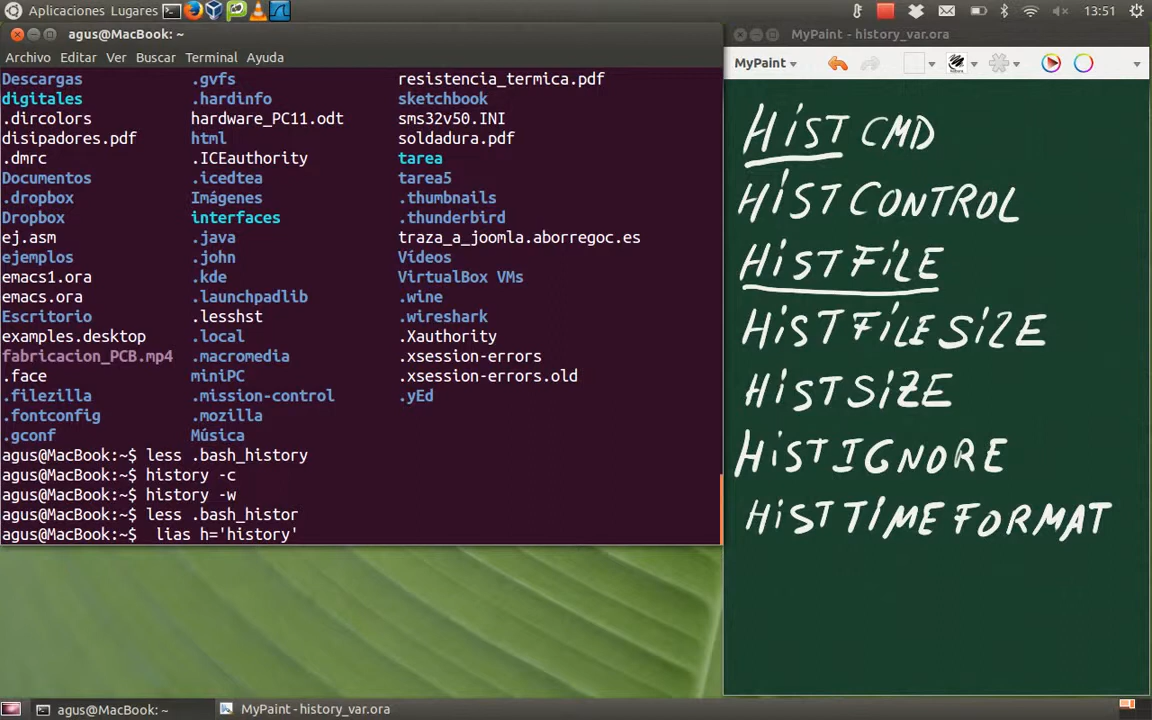 Aplicaciones Lugares 13:51
agus@MacBook: ~
Archivo Editar Ver Buscar Terminal Ayuda
Descargas .gvfs resistencia_termica.pdf
digitales .hardinfo sketchbook
.dircolors hardware_PC11.odt sms32v50.INI
disipadores.pdf html soldadura.pdf
.dmrc .ICEauthority tarea
Documentos .icedtea tarea5
.dropbox Imágenes .thumbnails
Dropbox interfaces .thunderbird
ej.asm .java traza_a_joomla.aborregoc.es
ejemplos .john Vídeos
emacs1.ora .kde VirtualBox VMs
emacs.ora .launchpadlib .wine
Escritorio .lesshst .wireshark
examples.desktop .local .Xauthority
fabricacion_PCB.mp4 .macromedia .xsession-errors
.face miniPC .xsession-errors.old
.filezilla .mission-control .yEd
.fontconfig .mozilla
.gconf Música
agus@MacBook:~$ less .bash_history
agus@MacBook:~$ history -c
agus@MacBook:~$ history -w
agus@MacBook:~$ less .bash_histor
agus@MacBook:~$  lias h='history'
MyPaint - history_var.ora
MyPaint
HiST CMD
HiSTCONTROL
HiSTFiLE
HiSTFiLESiZE
HiSTSiZE
HiSTIGNORE
HiSTTiMEFORMAT
agus@MacBook: ~ MyPaint - history_var.ora